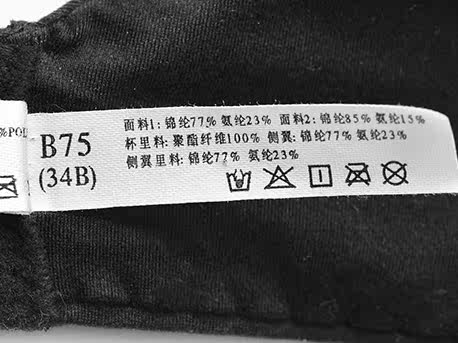 %POL
B75
(34B)
面料1: 锦纶77% 氨纶23% 面料2: 锦纶85% 氨纶15%
杯里料: 聚酯纤维100% 侧翼: 锦纶77% 氨纶23%
侧翼里料: 锦纶77% 氨纶23%